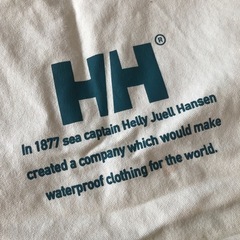 HH®
In 1877 sea captain Helly Juell Hansen
created a company which would make
waterproof clothing for the world.